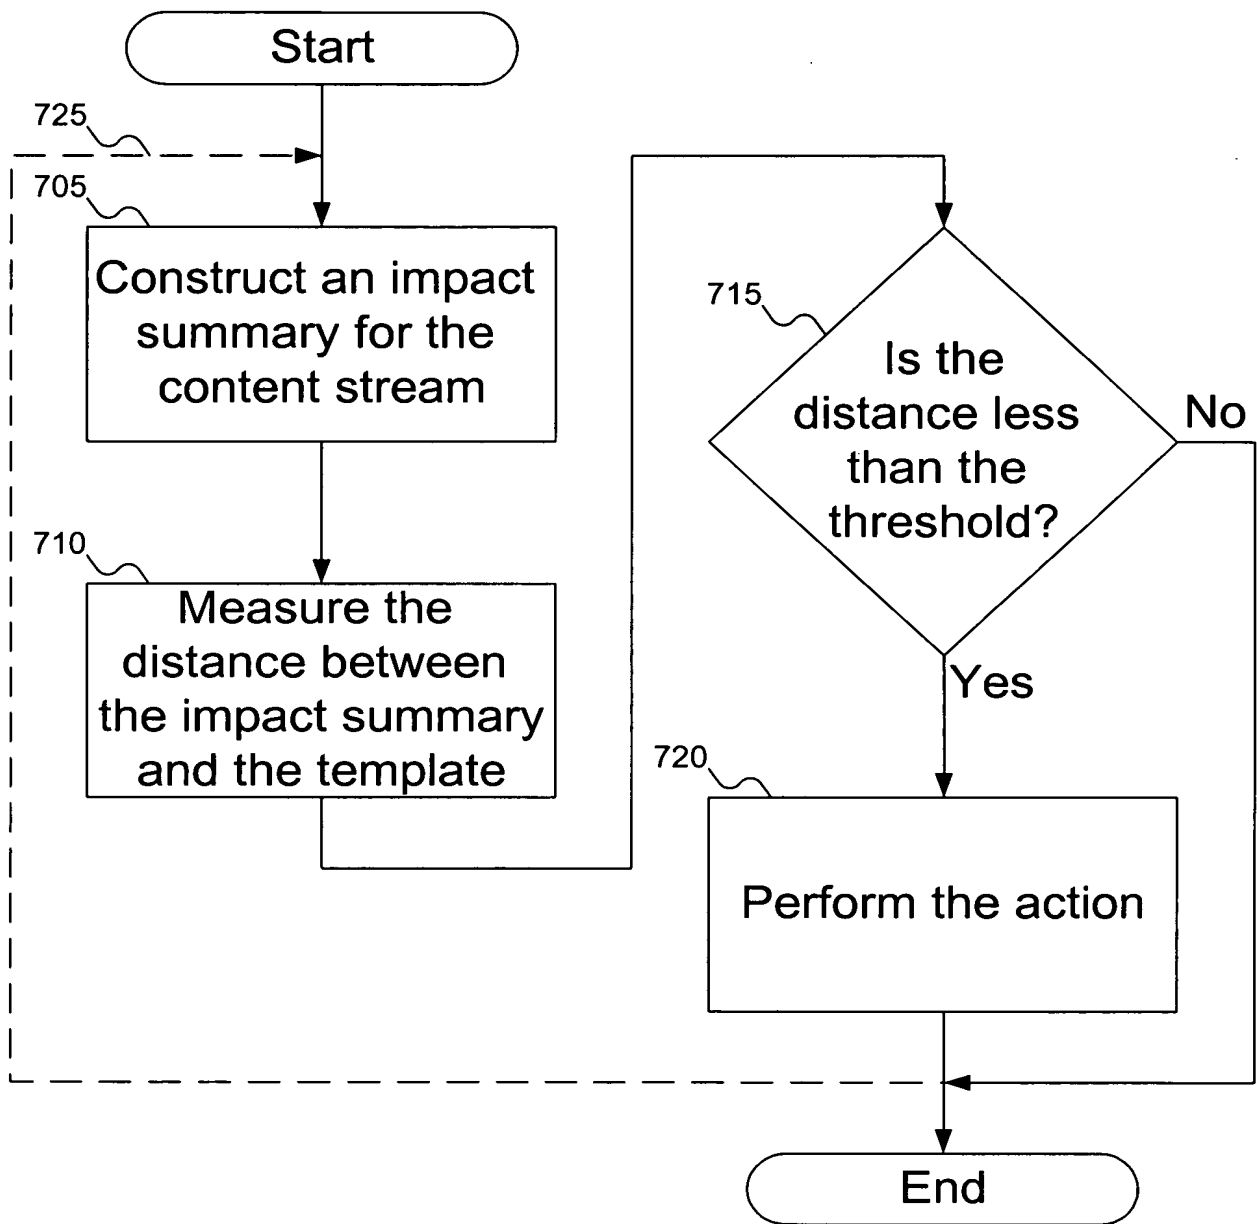 Start
725
705
Construct an impact
summary for the
content stream
710
Measure the
distance between
the impact summary
and the template
715
Is the
distance less
than the
threshold?
No
Yes
720
Perform the action
End